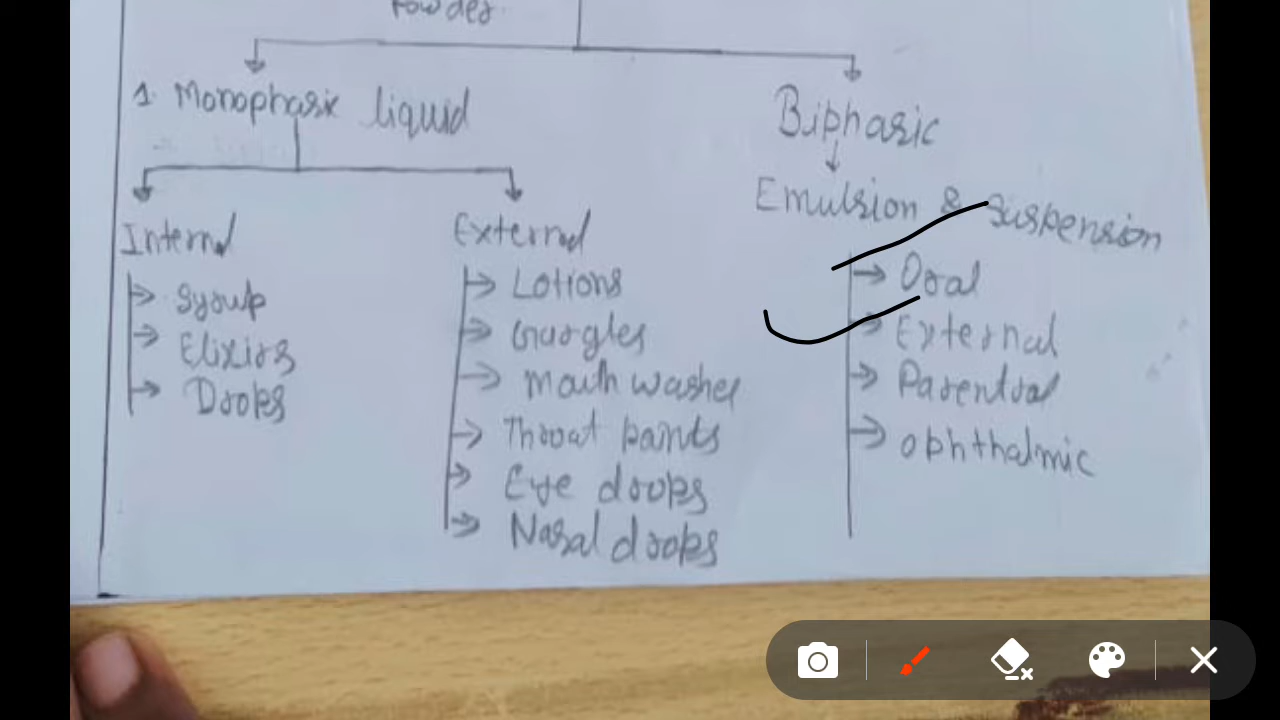 Powder
1. Monophasic liquid
Biphasic
Emulsion & Suspension
Internal
Syrup
Elixirs
Drops
External
Lotions
Gargles
Mouth washes
Throat paints
Eye drops
Nasal drops
Oral
External
Parentral
Ophthalmic